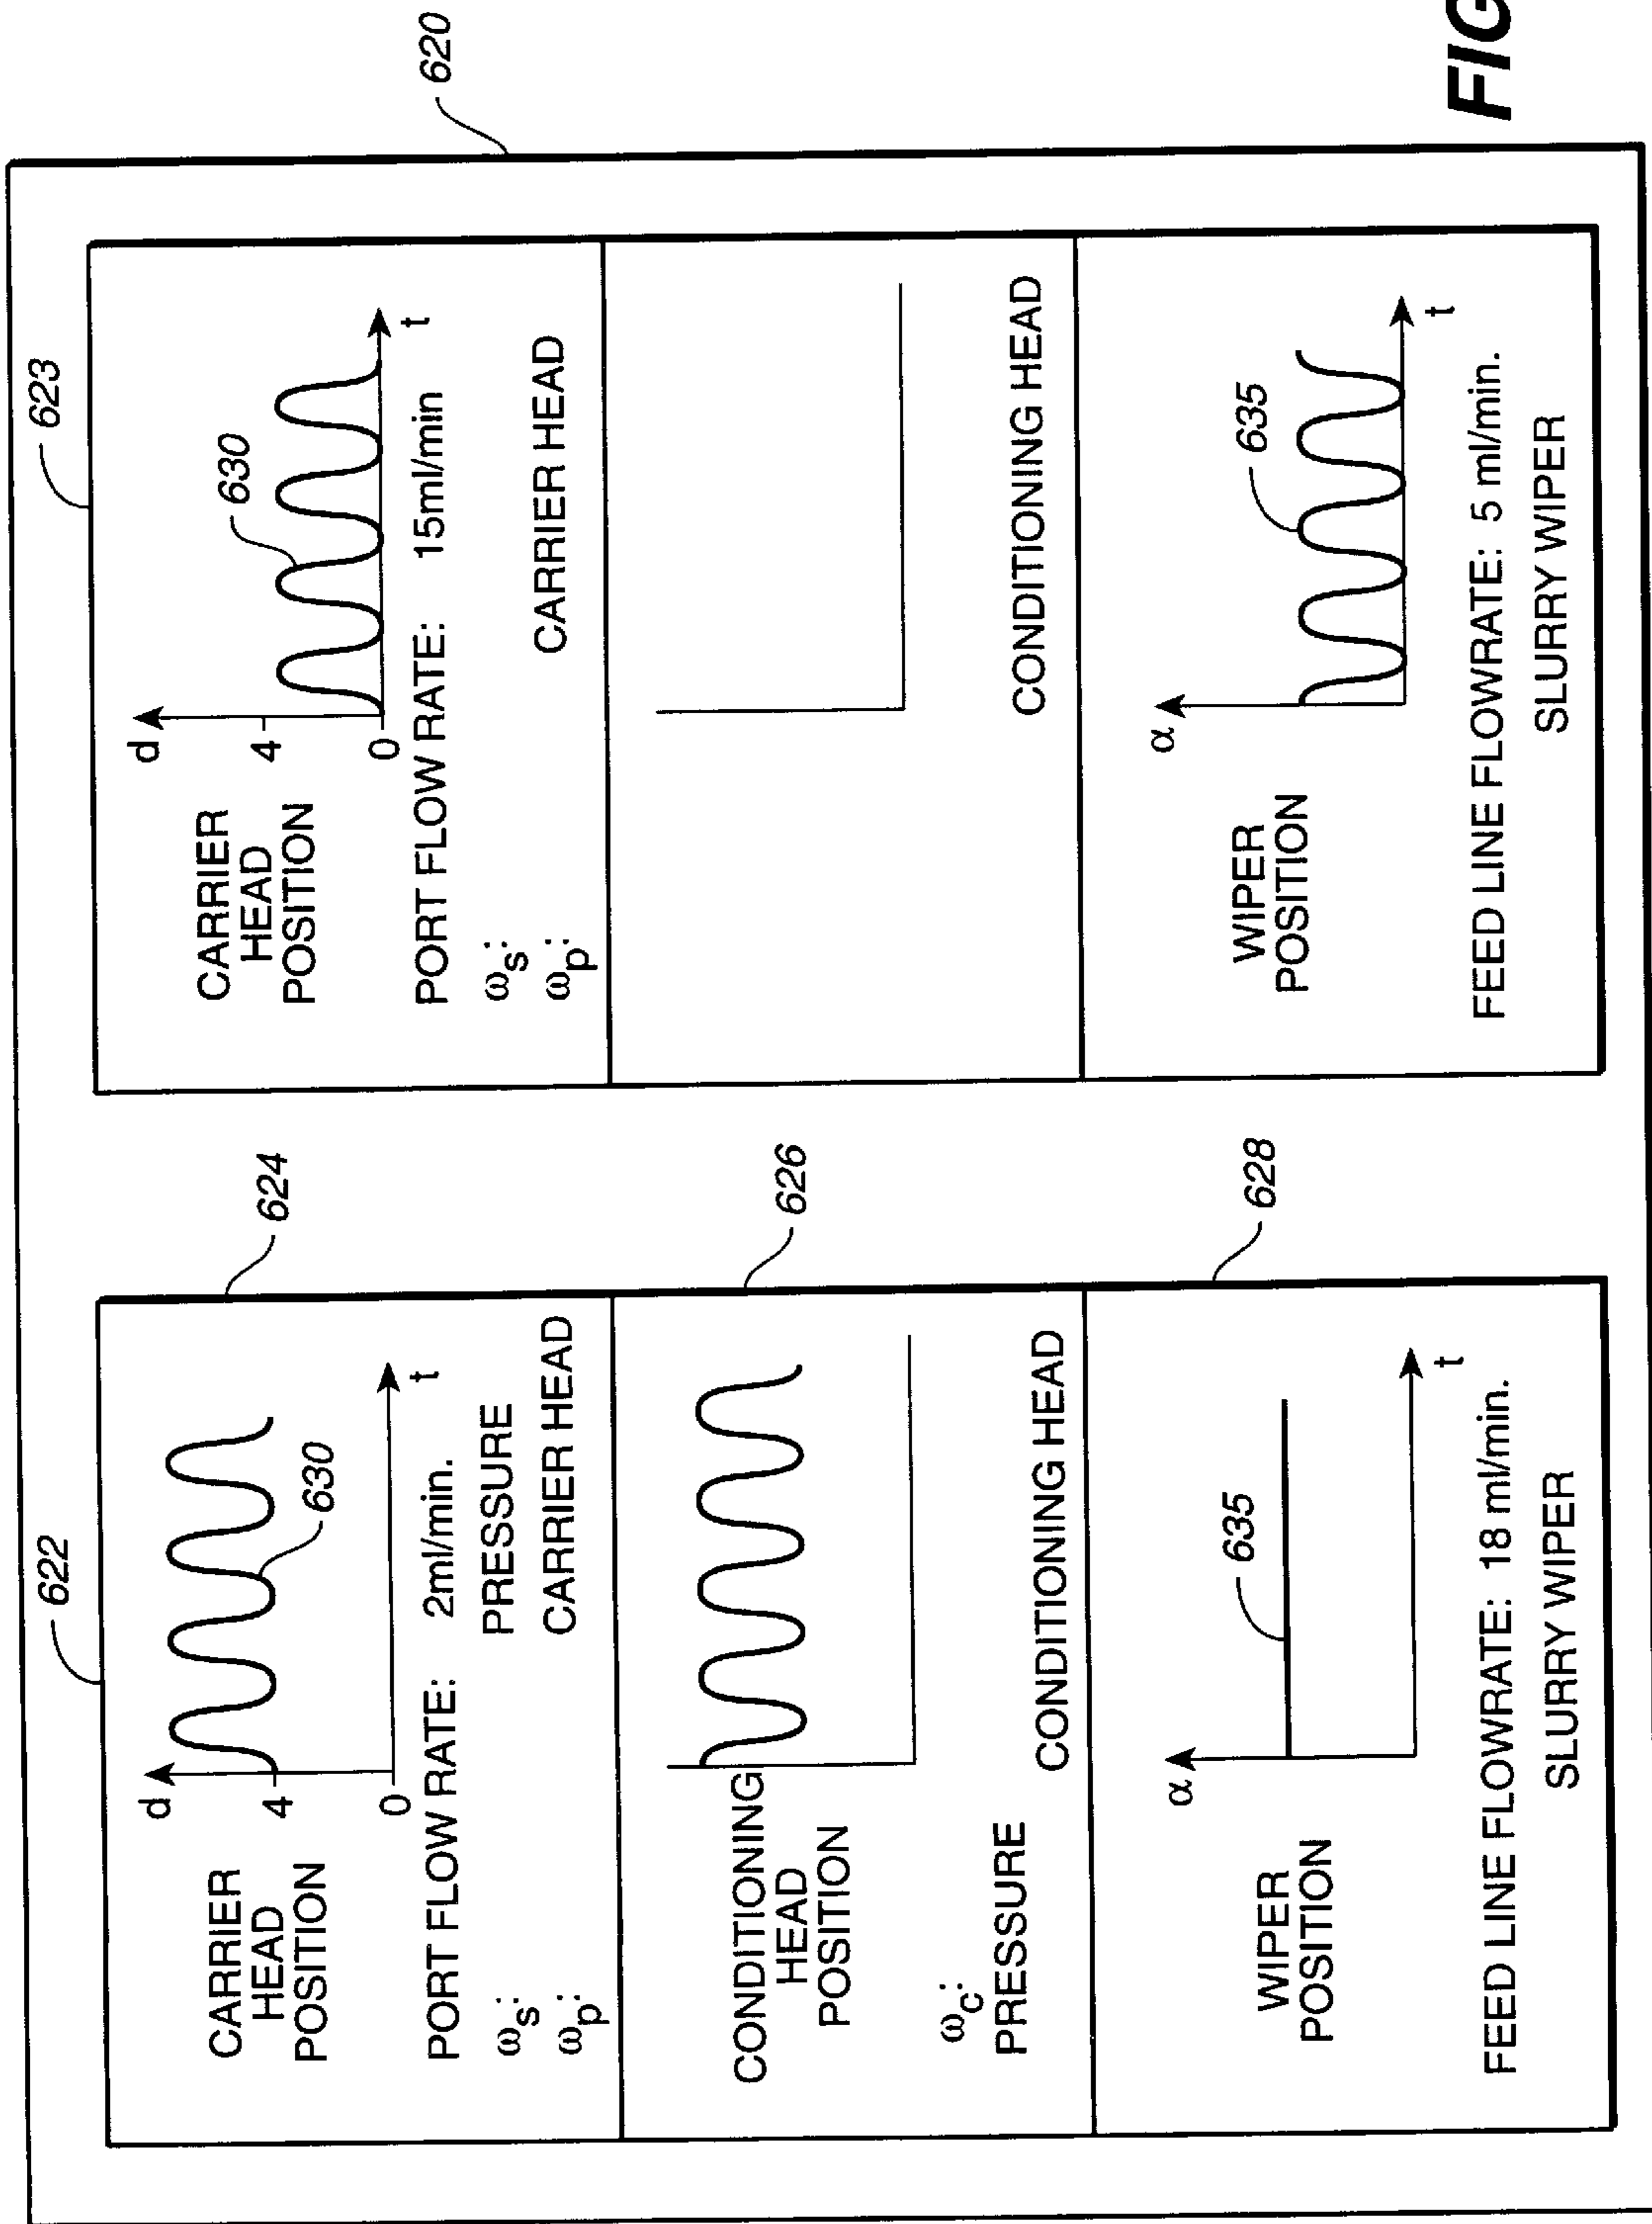 620
622
624
CARRIER
HEAD
POSITION
d
4
0
t
630
PORT FLOW RATE: 2ml/min.
ωs:
ωp:
PRESSURE
CARRIER HEAD
626
CONDITIONING
HEAD
POSITION
ωc:
PRESSURE
CONDITIONING HEAD
628
WIPER
POSITION
α
t
635
FEED LINE FLOWRATE: 18 ml/min.
SLURRY WIPER
623
CARRIER
HEAD
POSITION
d
4
0
t
630
PORT FLOW RATE: 15ml/min
ωs:
ωp:
CARRIER HEAD
CONDITIONING HEAD
WIPER
POSITION
α
t
635
FEED LINE FLOWRATE: 5 ml/min.
SLURRY WIPER
FIG